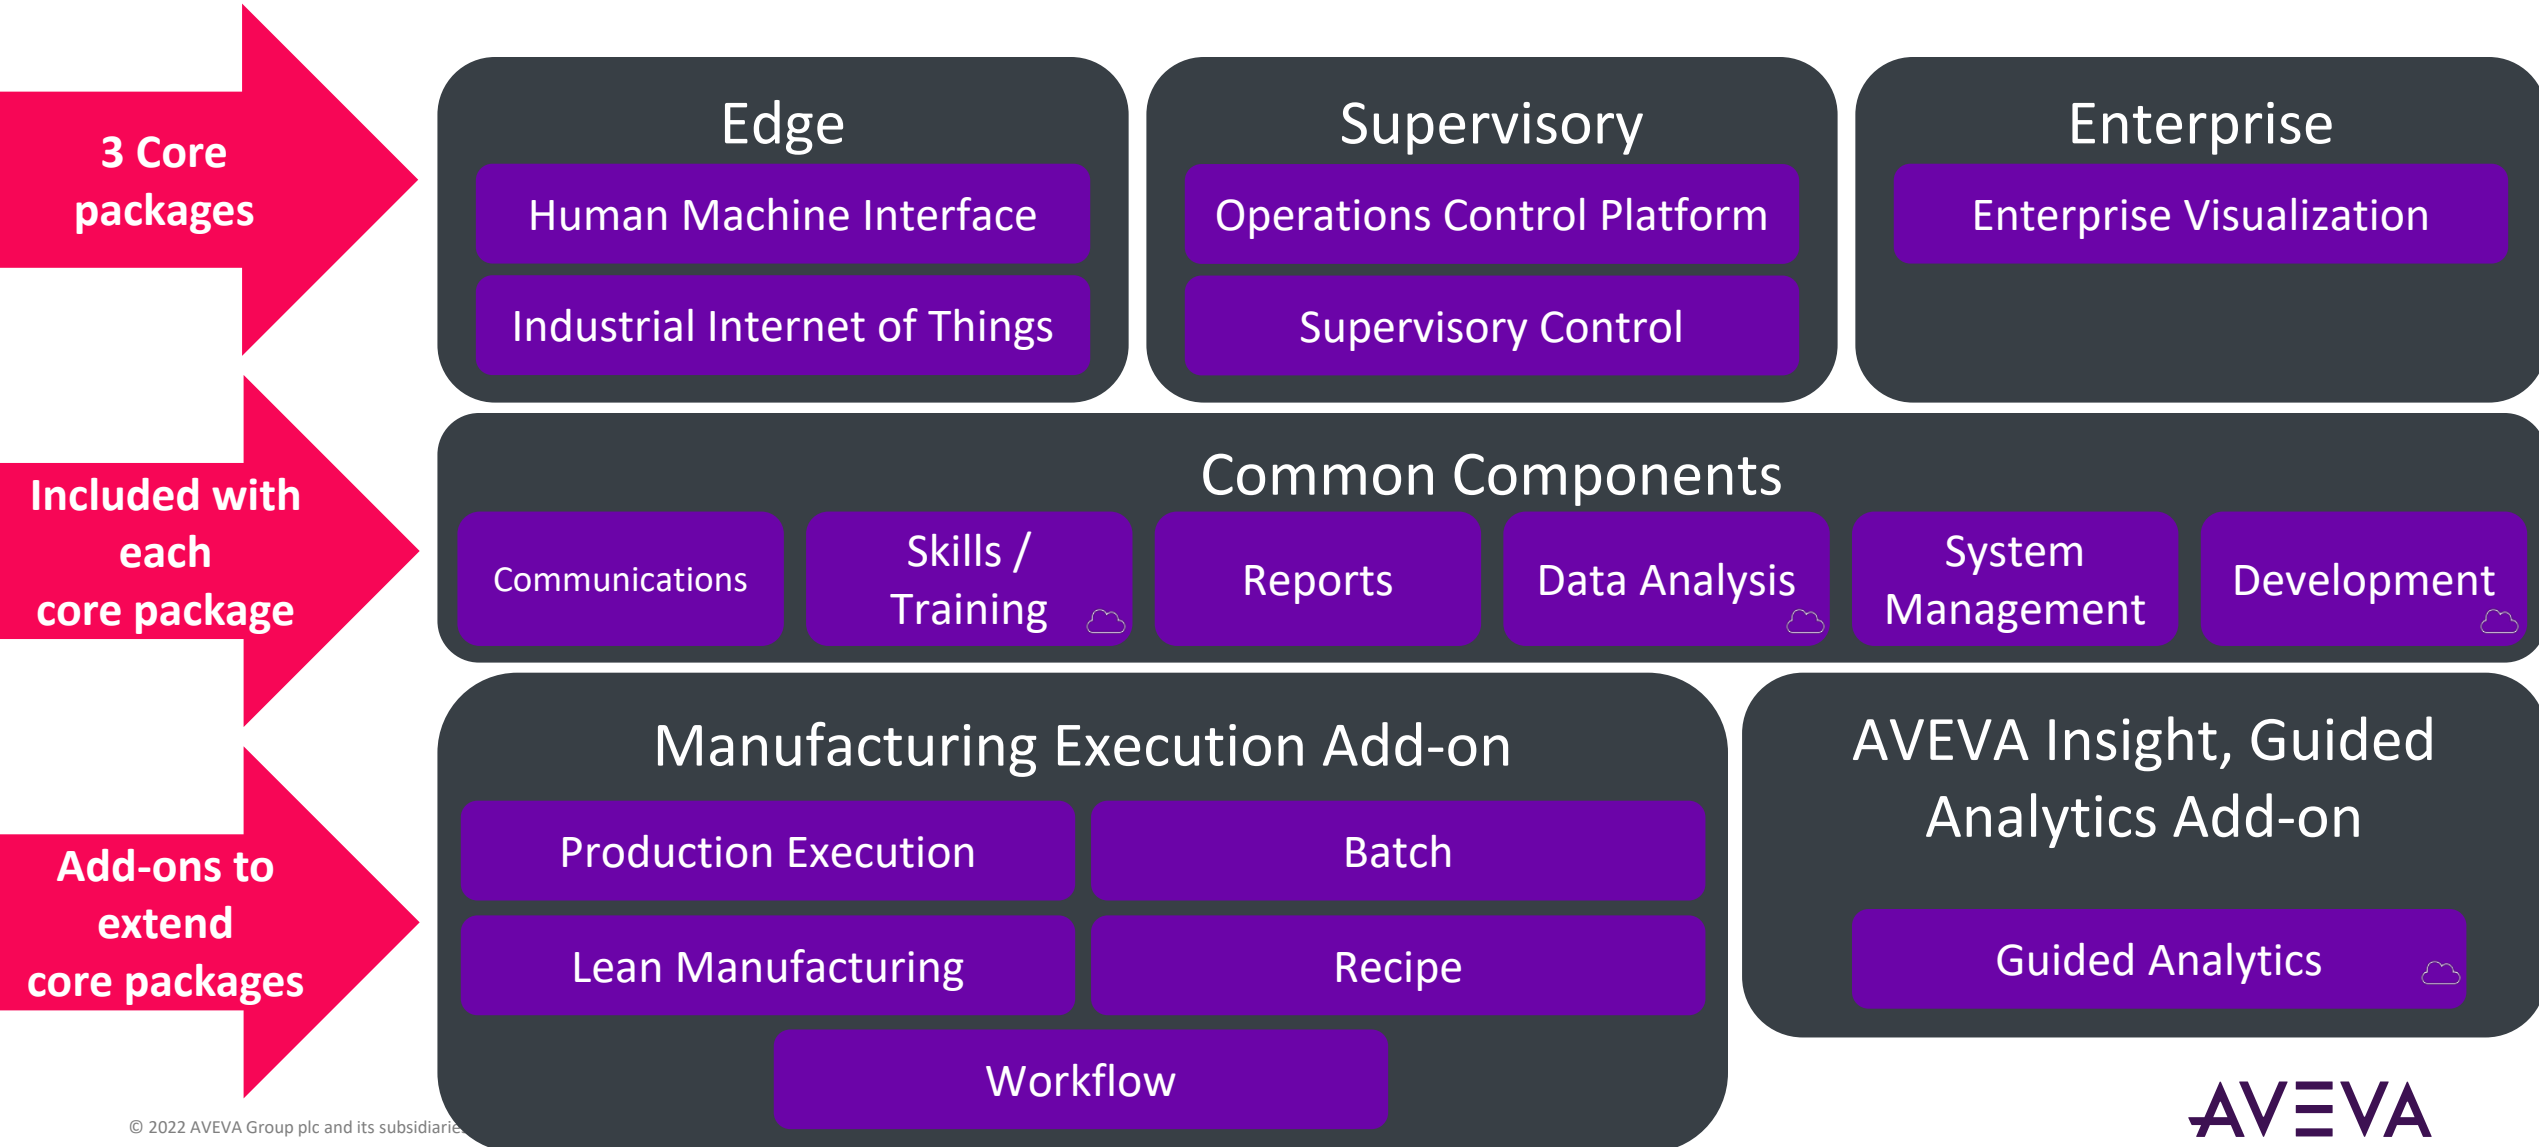 3 Core
packages
Edge
Human Machine Interface
Industrial Internet of Things
Supervisory
Operations Control Platform
Supervisory Control
Enterprise
Enterprise Visualization
Included with
each
core package
Common Components
Communications
Skills /
Training
Reports
Data Analysis
System
Management
Development
Add-ons to
extend
core packages
Manufacturing Execution Add-on
Production Execution
Batch
Lean Manufacturing
Recipe
Workflow
AVEVA Insight, Guided
Analytics Add-on
Guided Analytics
© 2022 AVEVA Group plc and its subsidiarie
AVEVA